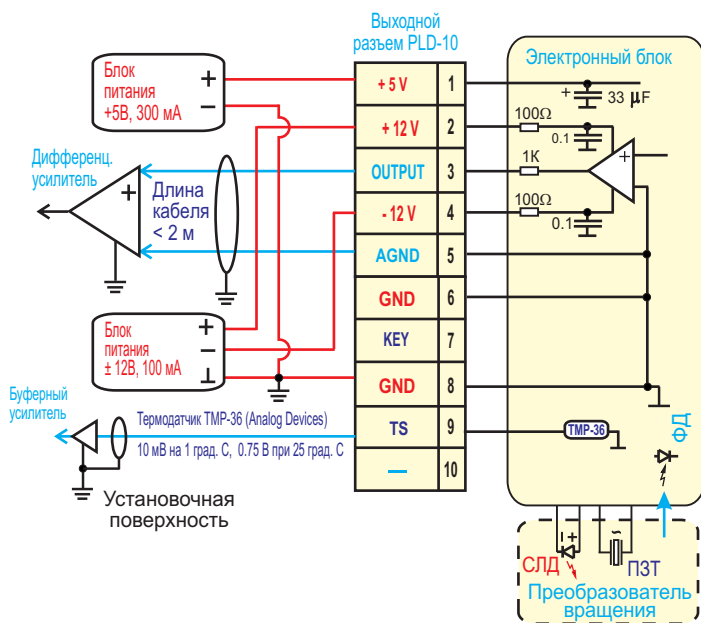 Выходной
разъем PLD-10
Электронный блок
Блок
питания
+5В, 300 мА
+
−
+ 5 V
1
+
33 μF
+ 12 V
2
100Ω
0.1
Дифференц.
усилитель
+
Длина
кабеля
< 2 м
OUTPUT
3
1К
+
- 12 V
4
100Ω
0.1
AGND
5
GND
6
Блок
питания
± 12В, 100 мА
+
−
⊥
KEY
7
GND
8
Буферный
усилитель
Термодатчик TMP-36 (Analog Devices)
10 мВ на 1 град. С, 0.75 В при 25 град. С
TS
9
TMP-36
ФД
—
10
Установочная
поверхность
− +
~
СЛД
ПЗТ
Преобразователь
вращения